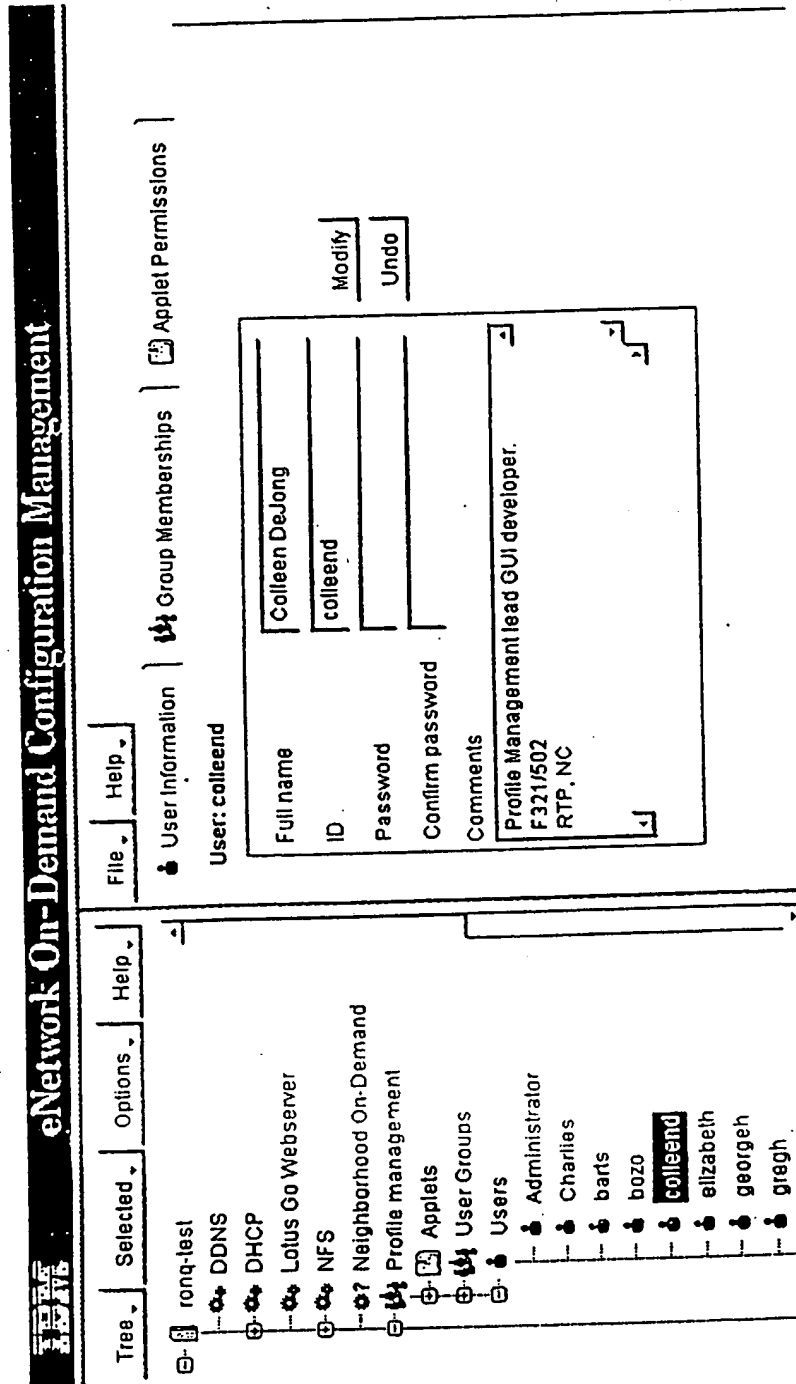 IBM eNetwork On-Demand Configuration Management
Tree Selected Options Help
rong-test
DDNS
DHCP
Lotus Go Webserver
NFS
? Neighborhood On-Demand
Profile management
Applets
User Groups
Users
Administrator
Charlies
barts
bozo
colleend
elizabeth
georgeh
gregh
File Help
User Information Group Memberships Applet Permissions
User: colleend
Full name Colleen DeJong
ID colleend
Modify
Password
Undo
Confirm password
Comments
Profile Management lead GUI developer.
F321/502
RTP, NC